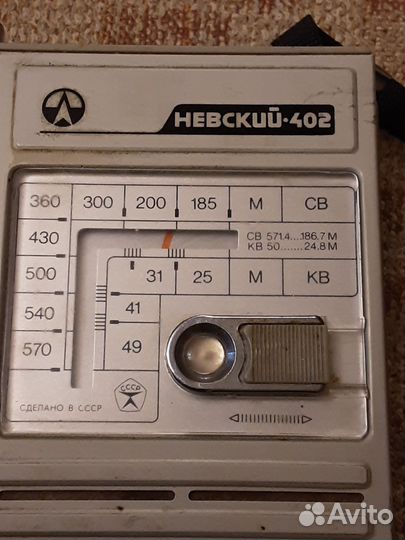 НЕВСКИЙ·402
360 300 200 185 М СВ
430
СВ 571.4...186.7 М
КВ 50.......24.8 М
500 31 25 М КВ
540 41
570 49
СДЕЛАНО В СССР
СССР
Avito